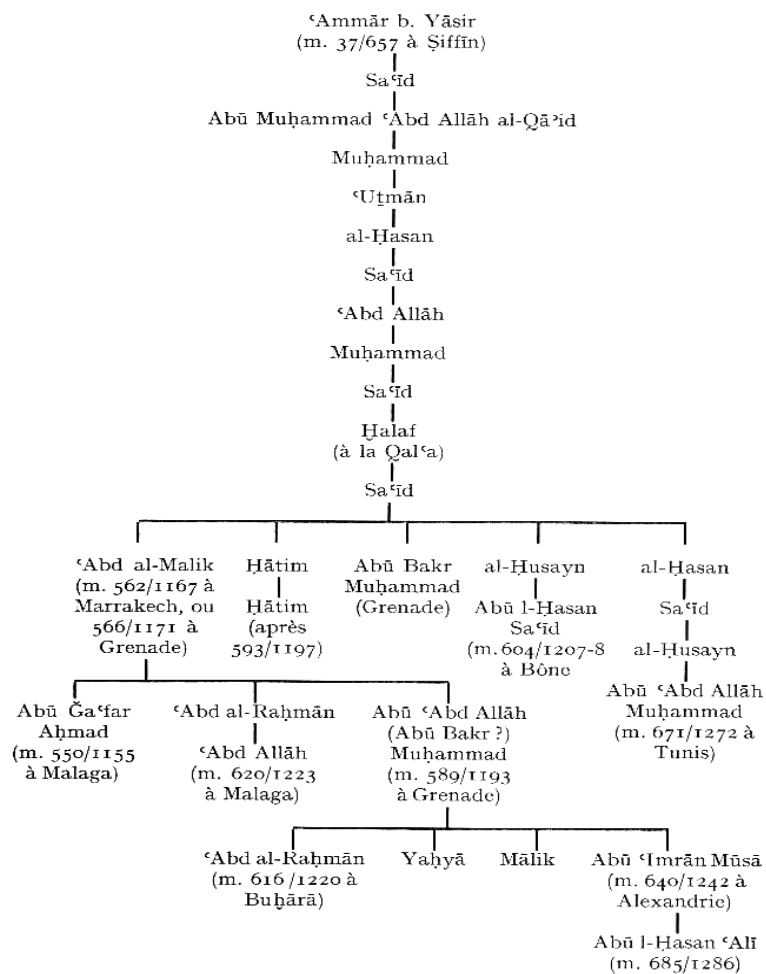 ʿAmmār b. Yāsir
(m. 37/657 à Ṣiffīn)
Saʿīd
Abū Muḥammad ʿAbd Allāh al-Qāʾid
Muḥammad
ʿUṯmān
al-Ḥasan
Saʿīd
ʿAbd Allāh
Muḥammad
Saʿīd
Ḫalaf
(à la Qalʿa)
Saʿīd
ʿAbd al-Malik
(m. 562/1167 à
Marrakech, ou
566/1171 à
Grenade)
Ḥātim
Ḥātim
(après
593/1197)
Abū Bakr
Muḥammad
(Grenade)
al-Ḥusayn
Abū l-Ḥasan
Saʿīd
(m. 604/1207-8
à Bône
al-Ḥasan
Saʿīd
al-Ḥusayn
Abū ʿAbd Allāh
Muḥammad
(m. 671/1272 à
Tunis)
Abū Ǧaʿfar
Aḥmad
(m. 550/1155
à Malaga)
ʿAbd al-Raḥmān
ʿAbd Allāh
(m. 620/1223
à Malaga)
Abū ʿAbd Allāh
(Abū Bakr ?)
Muḥammad
(m. 589/1193
à Grenade)
ʿAbd al-Raḥmān
(m. 616/1220 à
Buḫārā)
Yaḥyā
Mālik
Abū ʿImrān Mūsā
(m. 640/1242 à
Alexandrie)
Abū l-Ḥasan ʿAlī
(m. 685/1286)